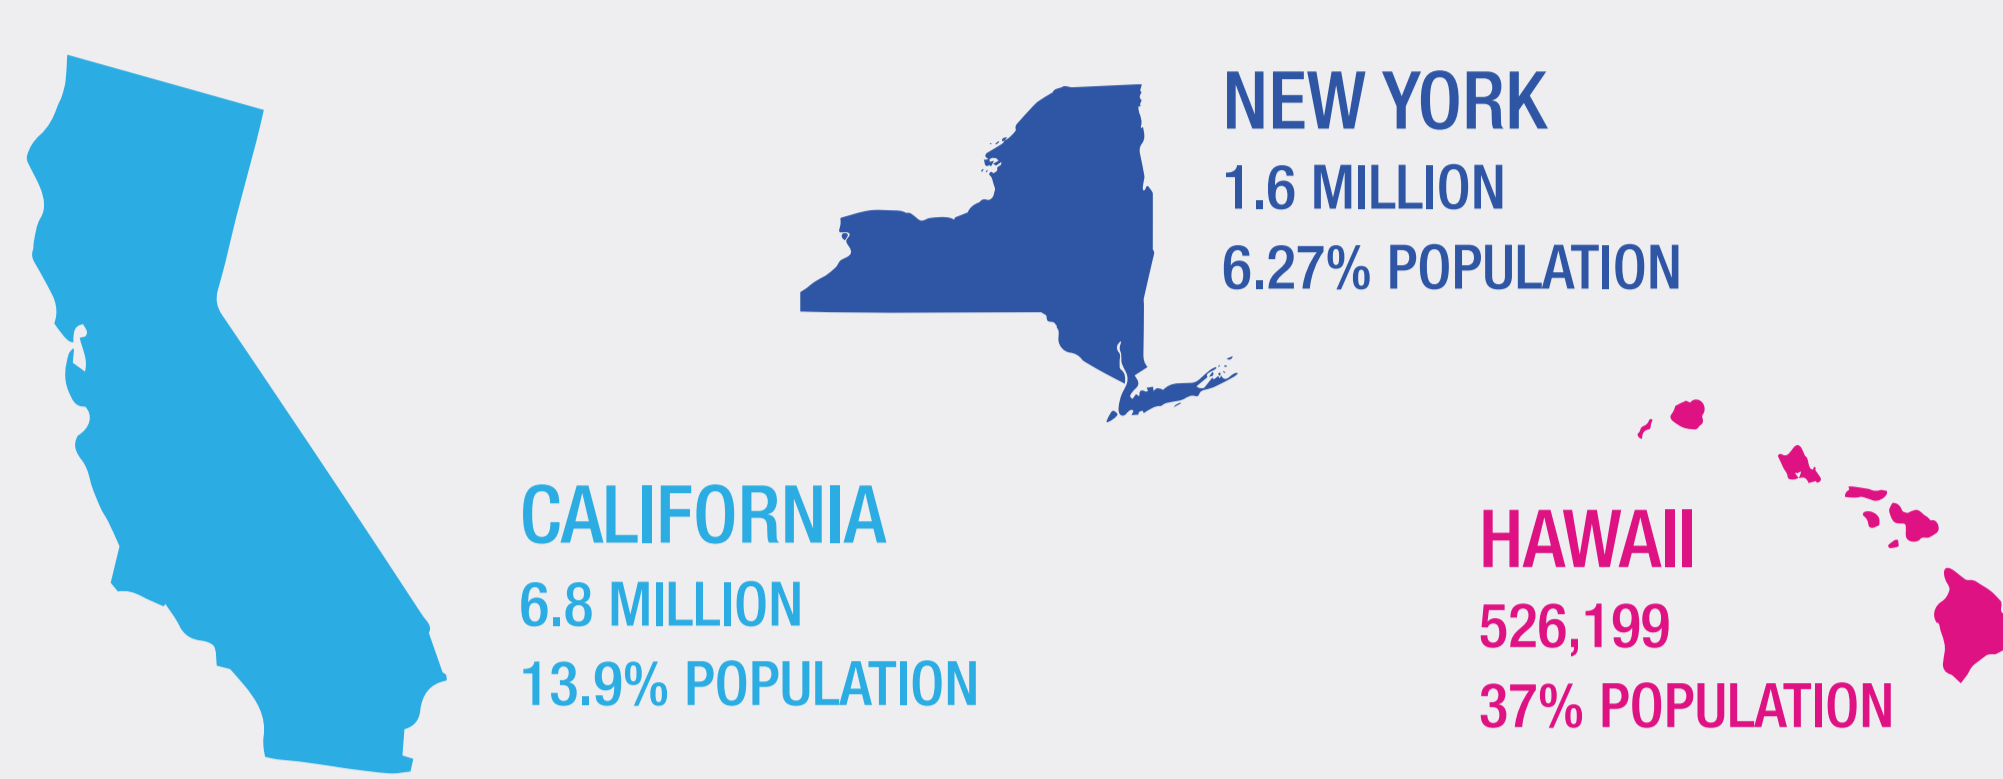 NEW YORK
1.6 MILLION
6.27% POPULATION
CALIFORNIA
6.8 MILLION
13.9% POPULATION
HAWAII
526,199
37% POPULATION